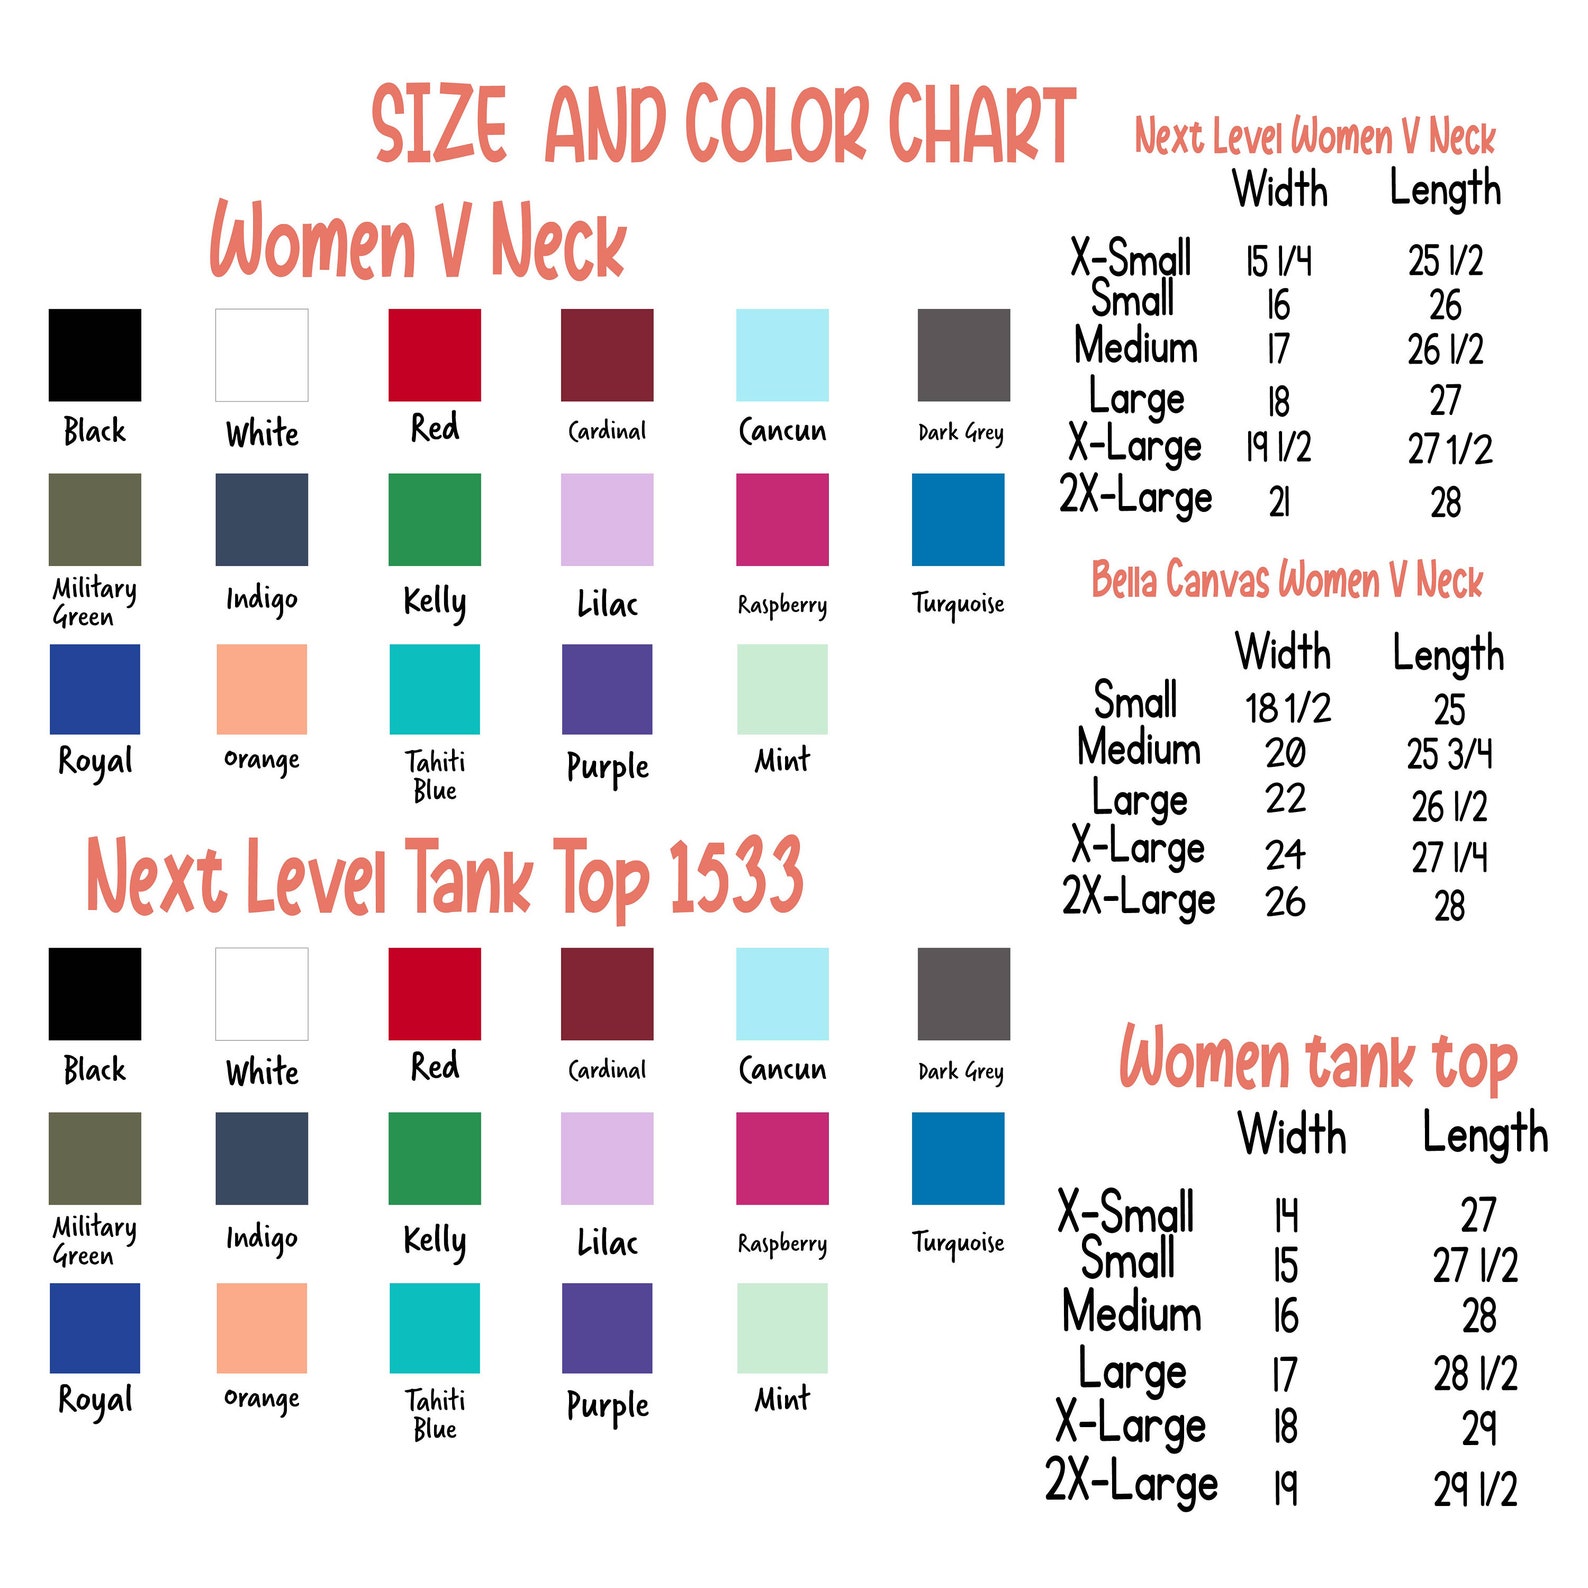 SIZE AND COLOR CHART
Women V Neck
Black White Red Cardinal Cancun Dark Grey
Military Green Indigo Kelly Lilac Raspberry Turquoise
Royal Orange Tahiti Blue Purple Mint
Next Level Tank Top 1533
Black White Red Cardinal Cancun Dark Grey
Military Green Indigo Kelly Lilac Raspberry Turquoise
Royal Orange Tahiti Blue Purple Mint
Next Level Women V Neck
Width Length
X-Small 15 1/4 25 1/2
Small 16 26
Medium 17 26 1/2
Large 18 27
X-Large 19 1/2 27 1/2
2X-Large 21 28
Bella Canvas Women V Neck
Width Length
Small 18 1/2 25
Medium 20 25 3/4
Large 22 26 1/2
X-Large 24 27 1/4
2X-Large 26 28
Women tank top
Width Length
X-Small 14 27
Small 15 27 1/2
Medium 16 28
Large 17 28 1/2
X-Large 18 29
2X-Large 19 29 1/2